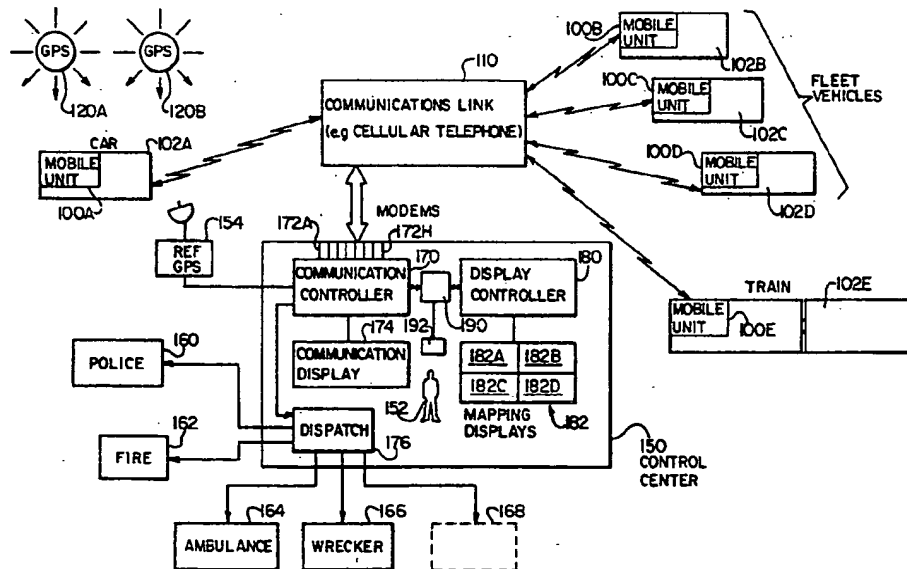 GPS
GPS
120A
120B
110
COMMUNICATIONS LINK
(e.g CELLULAR TELEPHONE)
100B
MOBILE
UNIT
102B
100C
MOBILE
UNIT
102C
100D
MOBILE
UNIT
102D
FLEET
VEHICLES
CAR
102A
MOBILE
UNIT
100A
154
REF
GPS
172A
MODEMS
172H
COMMUNICATION
CONTROLLER
170
DISPLAY
CONTROLLER
180
190
192
174
COMMUNICATION
DISPLAY
182A
182B
182C
182D
MAPPING
DISPLAYS
182
152
TRAIN
102E
MOBILE
UNIT
100E
160
POLICE
162
FIRE
DISPATCH
176
150
CONTROL
CENTER
164
AMBULANCE
166
WRECKER
168